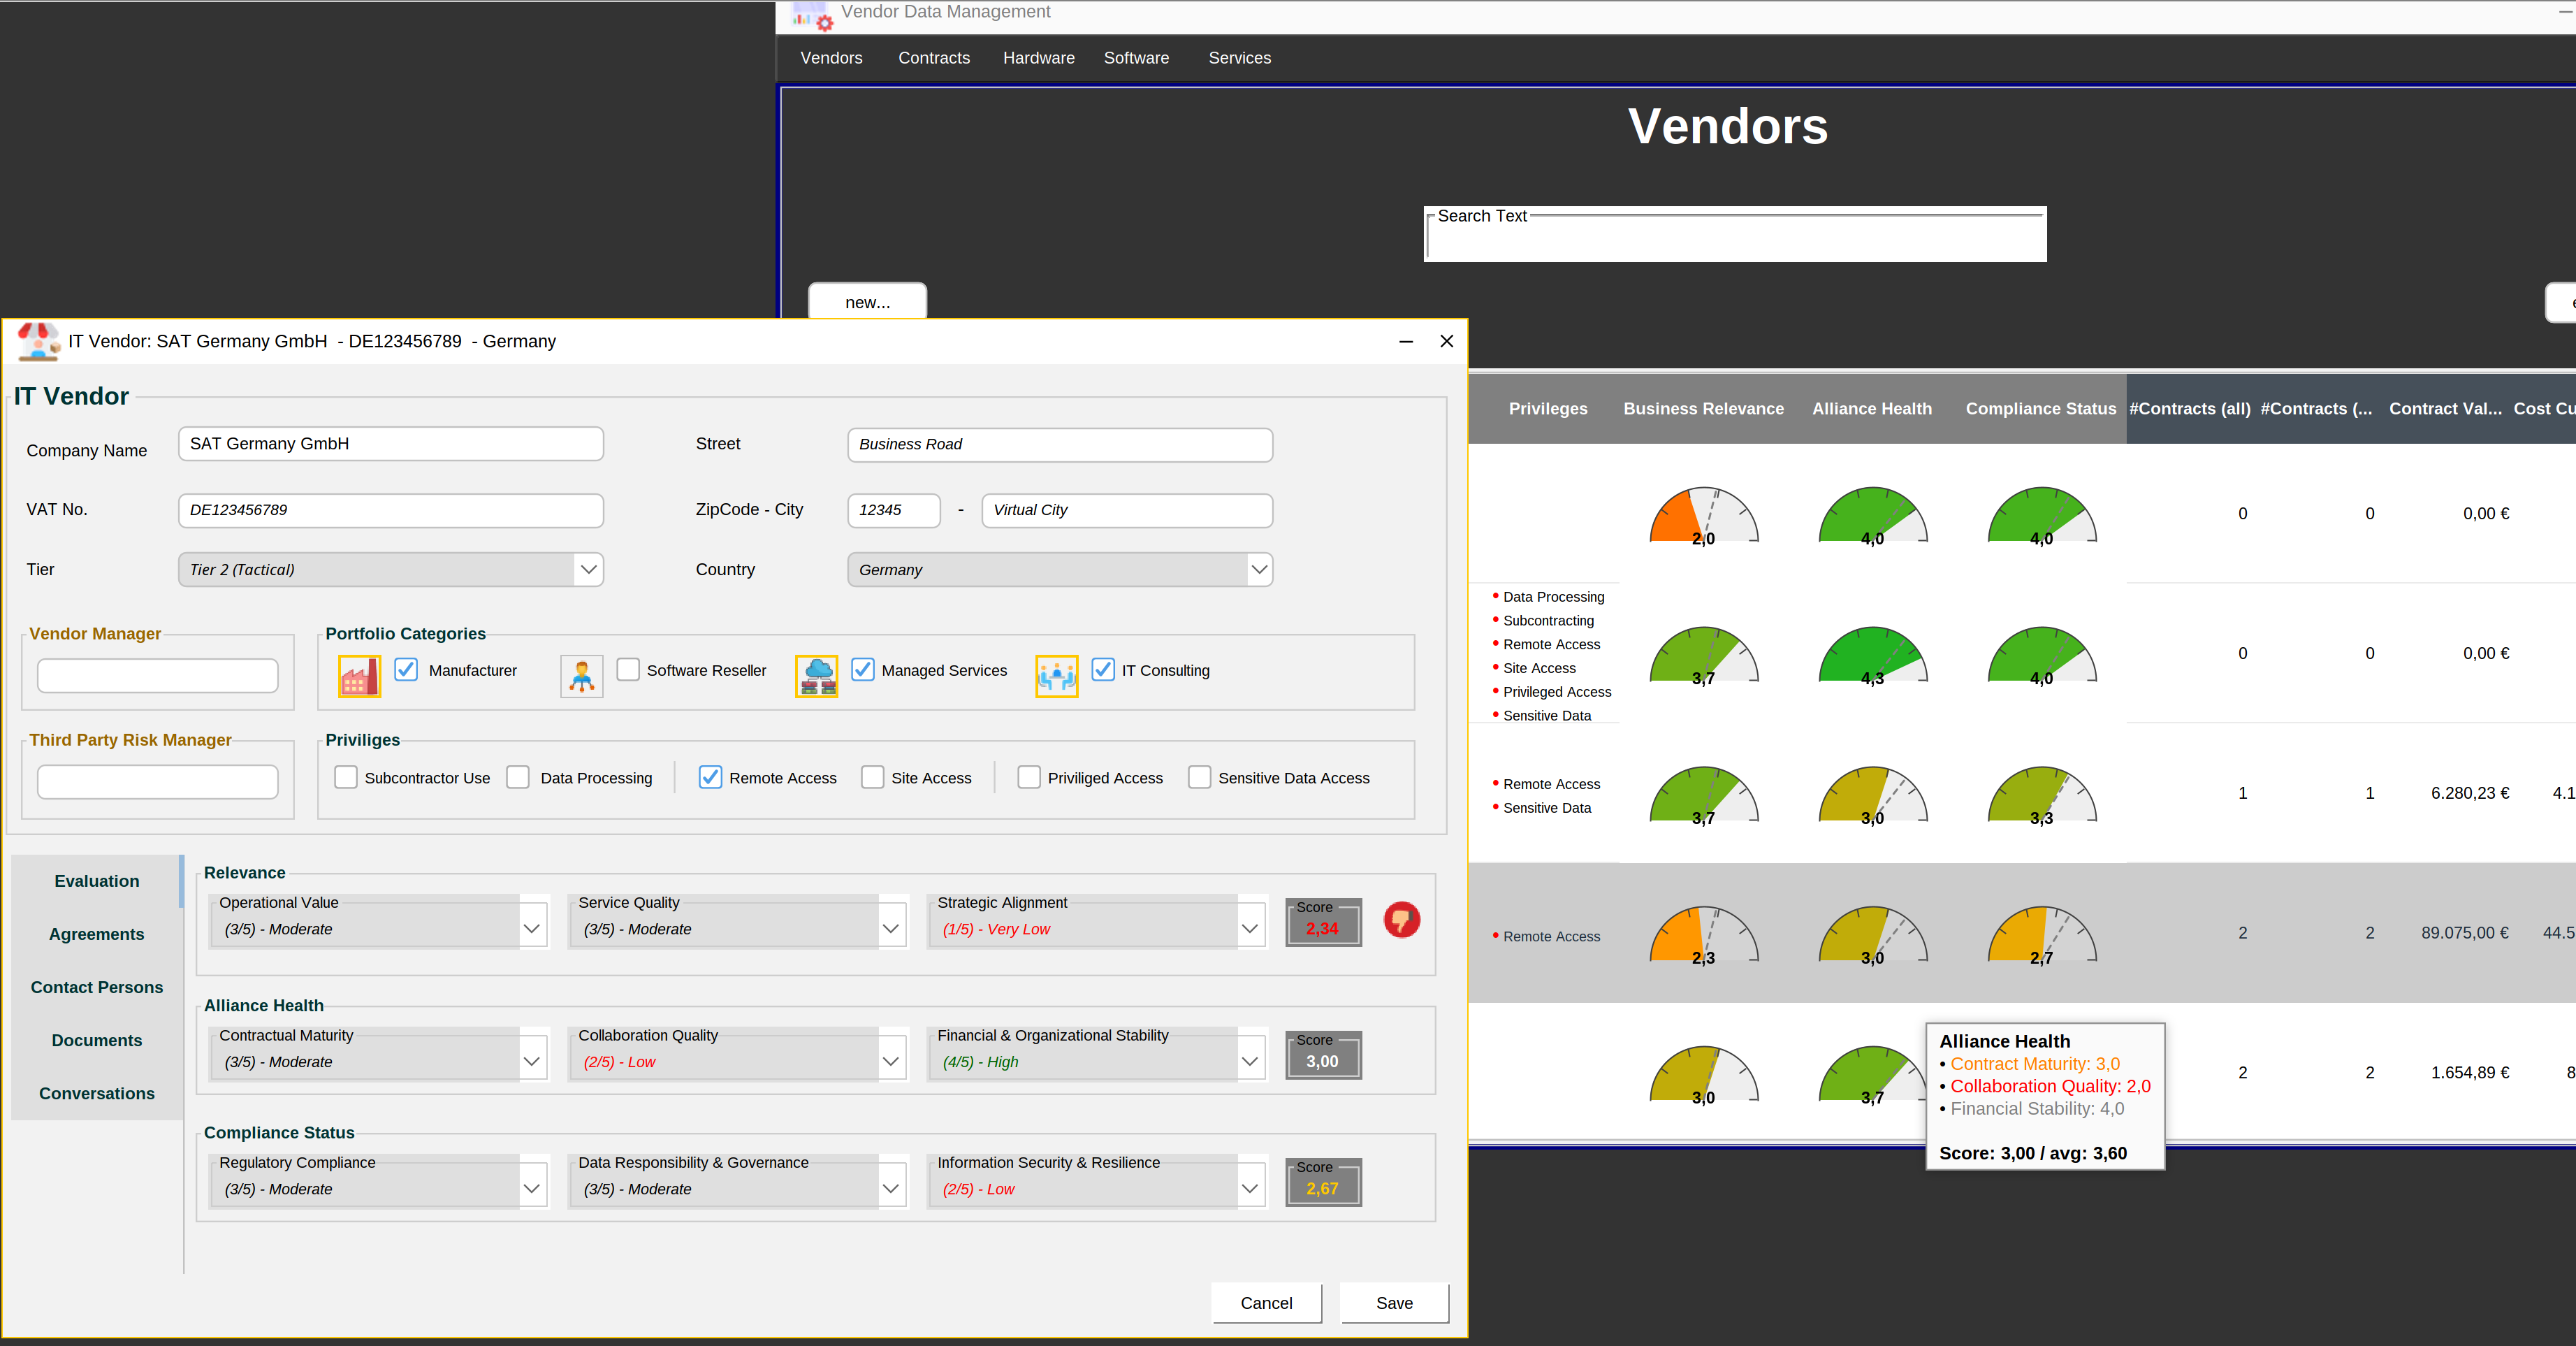 Vendor Data Management
Vendors Contracts Hardware Software Services
Vendors
Search Text
new...
IT Vendor: SAT Germany GmbH - DE123456789 - Germany
IT Vendor
Company Name SAT Germany GmbH Street Business Road
VAT No. DE123456789 ZipCode - City 12345 - Virtual City
Tier Tier 2 (Tactical) Country Germany
Vendor Manager
Portfolio Categories
Manufacturer Software Reseller Managed Services IT Consulting
Third Party Risk Manager
Priviliges
Subcontractor Use Data Processing Remote Access Site Access Priviliged Access Sensitive Data Access
Evaluation
Agreements
Contact Persons
Documents
Conversations
Relevance
Operational Value Service Quality Strategic Alignment Score
(3/5) - Moderate (3/5) - Moderate (1/5) - Very Low 2,34
Alliance Health
Contractual Maturity Collaboration Quality Financial & Organizational Stability Score
(3/5) - Moderate (2/5) - Low (4/5) - High 3,00
Compliance Status
Regulatory Compliance Data Responsibility & Governance Information Security & Resilience Score
(3/5) - Moderate (3/5) - Moderate (2/5) - Low 2,67
Cancel Save
Privileges Business Relevance Alliance Health Compliance Status #Contracts (all) #Contracts (... Contract Val... Cost Cu
2,0 4,0 4,0 0 0 0,00 €
Data Processing
Subcontracting
Remote Access
Site Access
Privileged Access
Sensitive Data
3,7 4,3 4,0 0 0 0,00 €
Remote Access
Sensitive Data
3,7 3,0 3,3 1 1 6.280,23 € 4.1
Remote Access
2,3 3,0 2,7 2 2 89.075,00 € 44.5
3,0 3,7 2 2 1.654,89 € 8
Alliance Health
• Contract Maturity: 3,0
• Collaboration Quality: 2,0
• Financial Stability: 4,0
Score: 3,00 / avg: 3,60